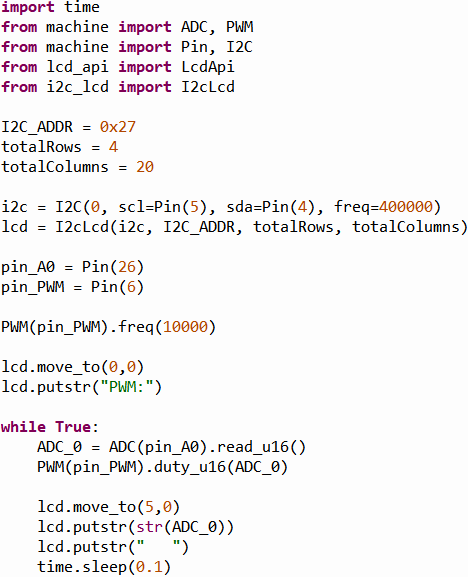 import time
from machine import ADC, PWM
from machine import Pin, I2C
from lcd_api import LcdApi
from i2c_lcd import I2cLcd

I2C_ADDR = 0x27
totalRows = 4
totalColumns = 20

i2c = I2C(0, scl=Pin(5), sda=Pin(4), freq=400000)
lcd = I2cLcd(i2c, I2C_ADDR, totalRows, totalColumns)

pin_A0 = Pin(26)
pin_PWM = Pin(6)

PWM(pin_PWM).freq(10000)

lcd.move_to(0,0)
lcd.putstr("PWM:")

while True:
    ADC_0 = ADC(pin_A0).read_u16()
    PWM(pin_PWM).duty_u16(ADC_0)

    lcd.move_to(5,0)
    lcd.putstr(str(ADC_0))
    lcd.putstr("   ")
    time.sleep(0.1)